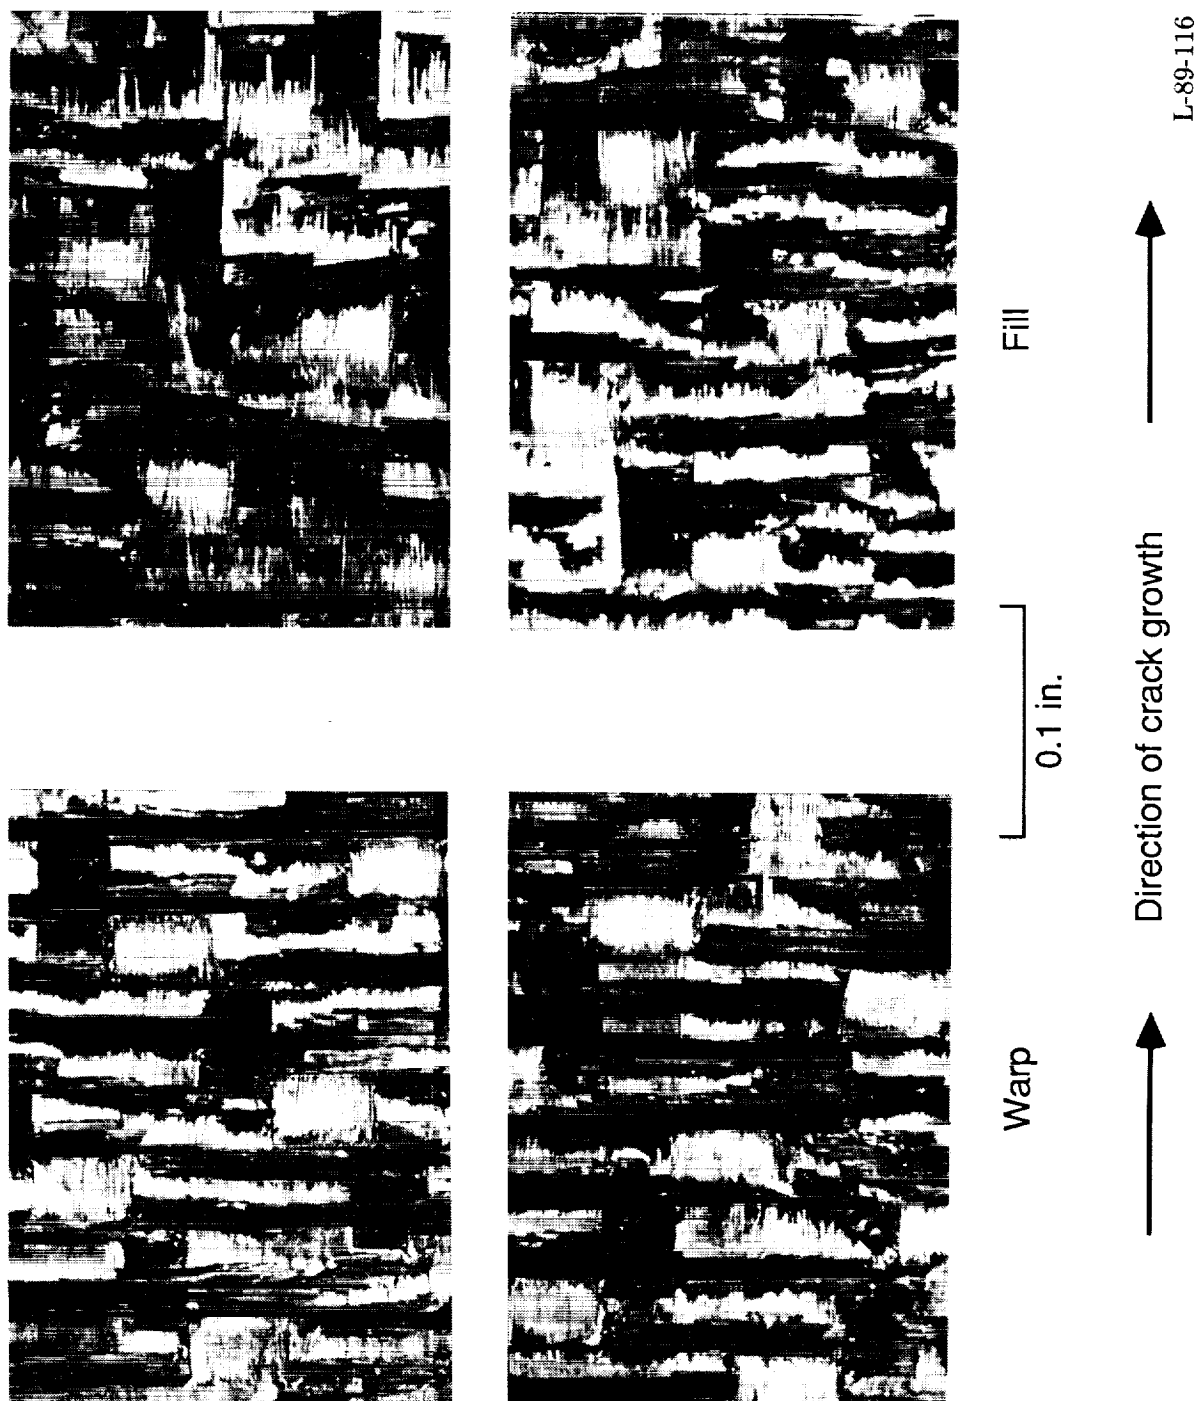 Warp
Fill
0.1 in.
Direction of crack growth
L-89-116